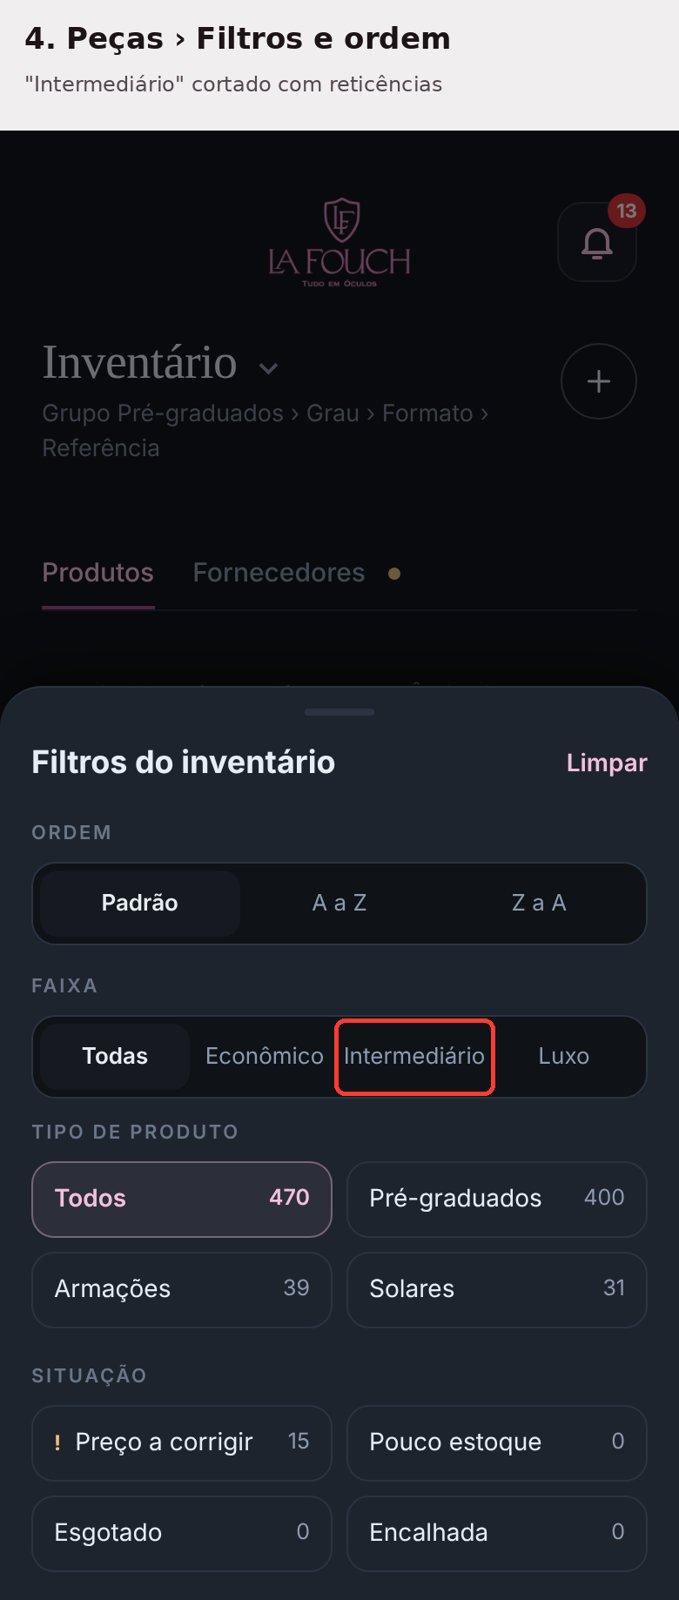 4. Peças › Filtros e ordem
"Intermediário" cortado com reticências
13
LF
LA FOUCH
TUDO EM ÓCULOS
Inventário
Grupo Pré-graduados › Grau › Formato ›
Referência
Produtos Fornecedores
Filtros do inventário Limpar
ORDEM
Padrão A a Z Z a A
FAIXA
Todas Econômico Intermediário Luxo
TIPO DE PRODUTO
Todos 470 Pré-graduados 400
Armações 39 Solares 31
SITUAÇÃO
! Preço a corrigir 15 Pouco estoque 0
Esgotado 0 Encalhada 0